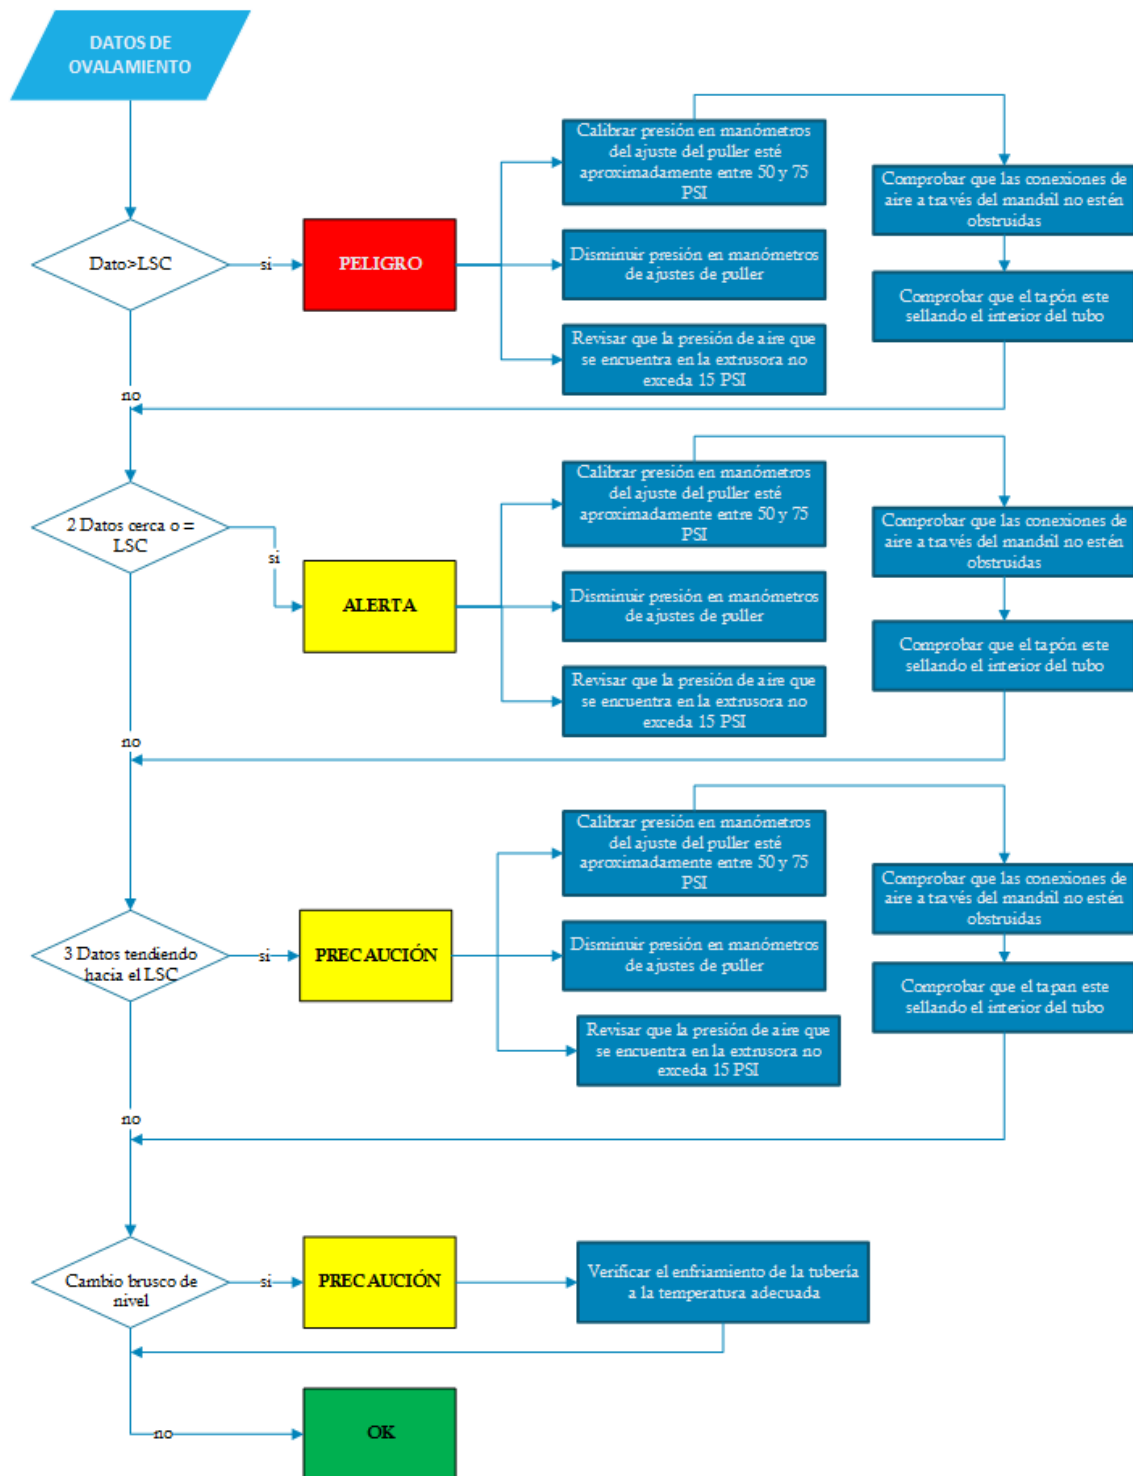 DATOS DE
OVALAMIENTO
Calibrar presión en manómetros
del ajuste del puller esté
aproximadamente entre 50 y 75
PSI
Comprobar que las conexiones de
aire a través del mandril no estén
obstruidas
Dato>LSC
si
PELIGRO
Disminuir presión en manómetros
de ajustes de puller
Comprobar que el tapón este
sellando el interior del tubo
Revisar que la presión de aire que
se encuentra en la extrusora no
exceda 15 PSI
no
Calibrar presión en manómetros
del ajuste del puller esté
aproximadamente entre 50 y 75
PSI
Comprobar que las conexiones de
aire a través del mandril no estén
obstruidas
2 Datos cerca o =
LSC
si
ALERTA
Disminuir presión en manómetros
de ajustes de puller
Comprobar que el tapón este
sellando el interior del tubo
Revisar que la presión de aire que
se encuentra en la extrusora no
exceda 15 PSI
no
Calibrar presión en manómetros
del ajuste del puller esté
aproximadamente entre 50 y 75
PSI
Comprobar que las conexiones de
aire a través del mandril no estén
obstruidas
3 Datos tendiendo
hacia el LSC
si
PRECAUCIÓN
Disminuir presión en manómetros
de ajustes de puller
Comprobar que el tapan este
sellando el interior del tubo
Revisar que la presión de aire que
se encuentra en la extrusora no
exceda 15 PSI
no
Cambio brusco de
nivel
si
PRECAUCIÓN
Verificar el enfriamiento de la tubería
a la temperatura adecuada
no
OK